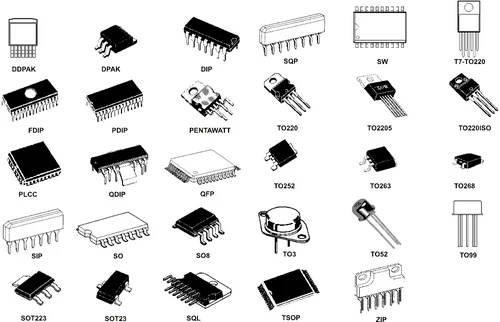 DDPAK
DPAK
DIP
SQP
SW
T7-TO220
FDIP
PDIP
PENTAWATT
TO220
TO2205
TO220ISO
PLCC
QDIP
QFP
TO252
TO263
TO268
SIP
SO
SO8
TO3
TO52
TO99
SOT223
SOT23
SQL
TSOP
ZIP